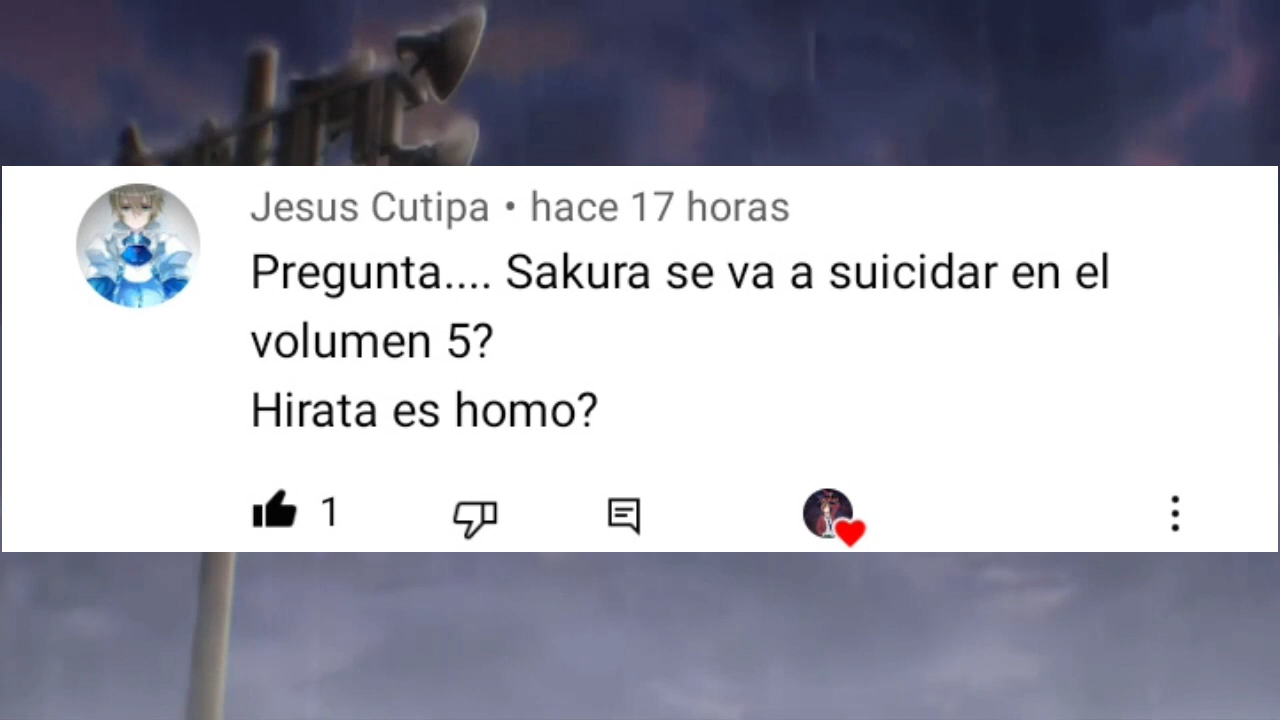 Jesus Cutipa • hace 17 horas
Pregunta.... Sakura se va a suicidar en el
volumen 5?
Hirata es homo?
1